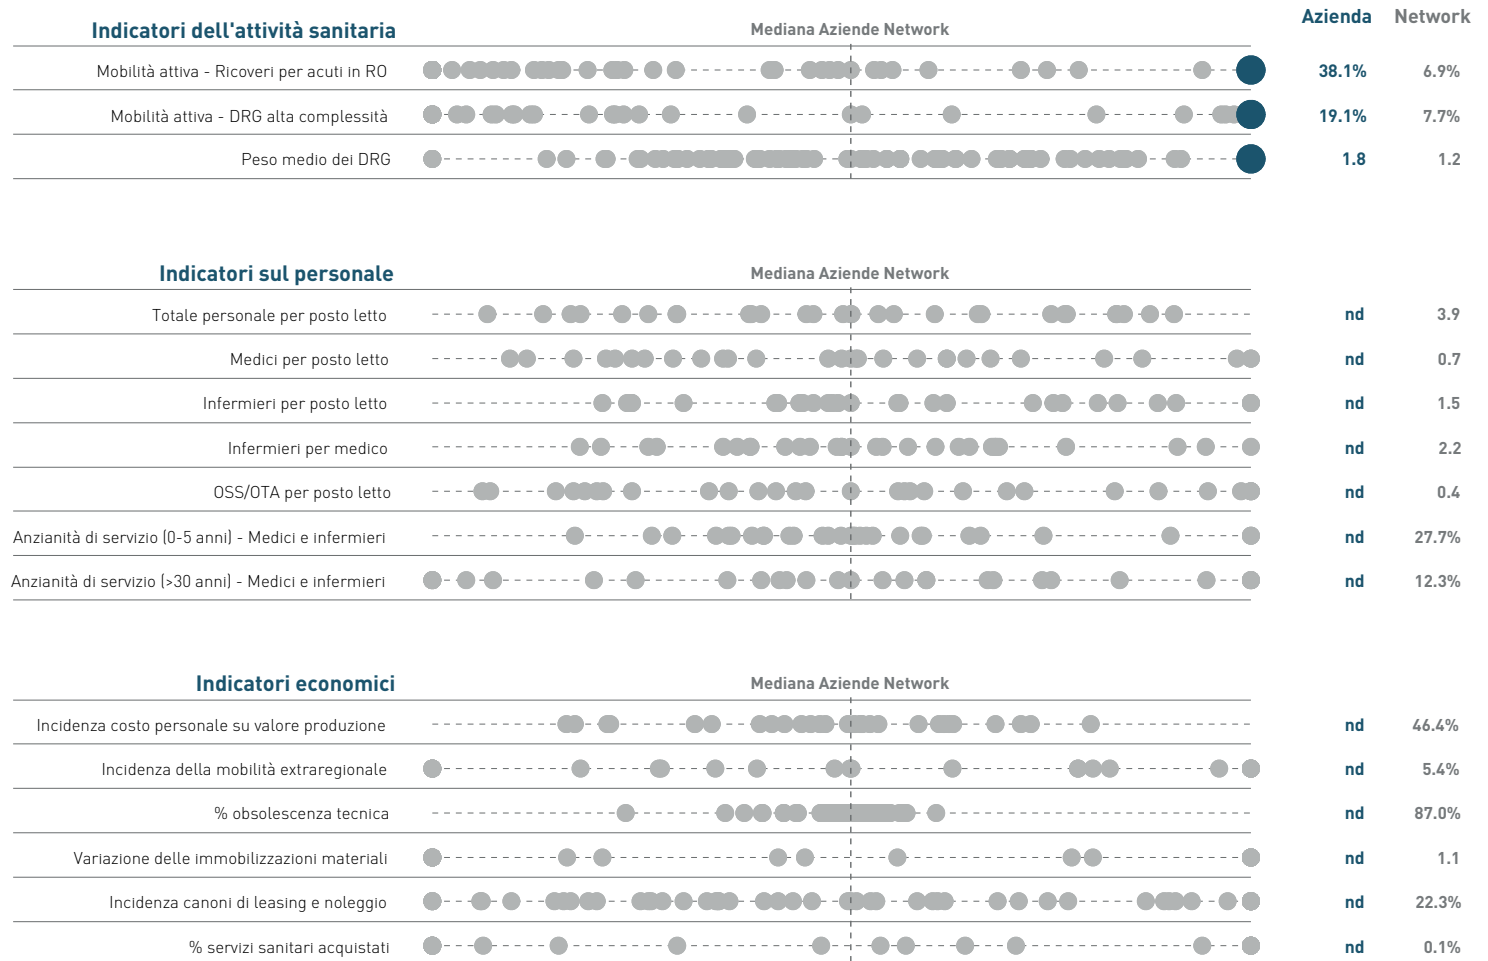 Azienda Network
Indicatori dell'attività sanitaria Mediana Aziende Network
Mobilità attiva - Ricoveri per acuti in RO 38.1% 6.9%
Mobilità attiva - DRG alta complessità 19.1% 7.7%
Peso medio dei DRG 1.8 1.2
Indicatori sul personale Mediana Aziende Network
Totale personale per posto letto nd 3.9
Medici per posto letto nd 0.7
Infermieri per posto letto nd 1.5
Infermieri per medico nd 2.2
OSS/OTA per posto letto nd 0.4
Anzianità di servizio (0-5 anni) - Medici e infermieri nd 27.7%
Anzianità di servizio (>30 anni) - Medici e infermieri nd 12.3%
Indicatori economici Mediana Aziende Network
Incidenza costo personale su valore produzione nd 46.4%
Incidenza della mobilità extraregionale nd 5.4%
% obsolescenza tecnica nd 87.0%
Variazione delle immobilizzazioni materiali nd 1.1
Incidenza canoni di leasing e noleggio nd 22.3%
% servizi sanitari acquistati nd 0.1%